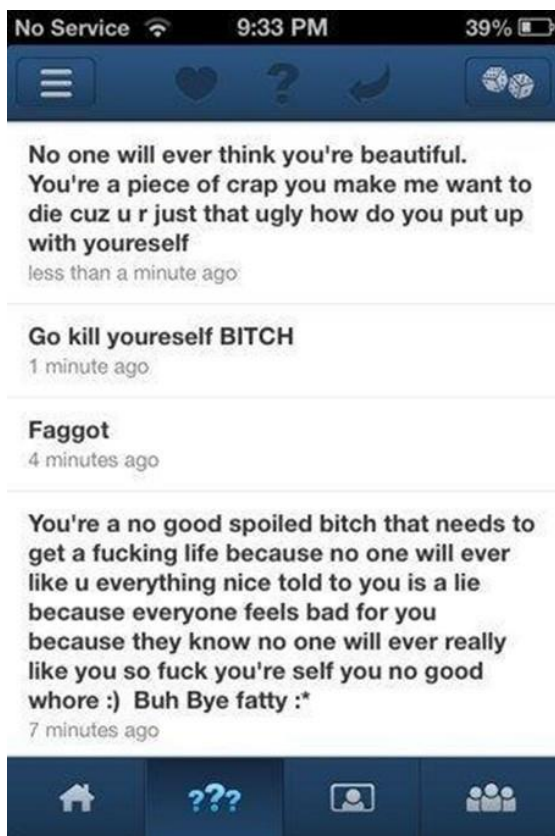 No Service 9:33 PM 39%
?
No one will ever think you're beautiful.
You're a piece of crap you make me want to
die cuz u r just that ugly how do you put up
with youreself
less than a minute ago
Go kill youreself BITCH
1 minute ago
Faggot
4 minutes ago
You're a no good spoiled bitch that needs to
get a fucking life because no one will ever
like u everything nice told to you is a lie
because everyone feels bad for you
because they know no one will ever really
like you so fuck you're self you no good
whore :) Buh Bye fatty :*
7 minutes ago
???